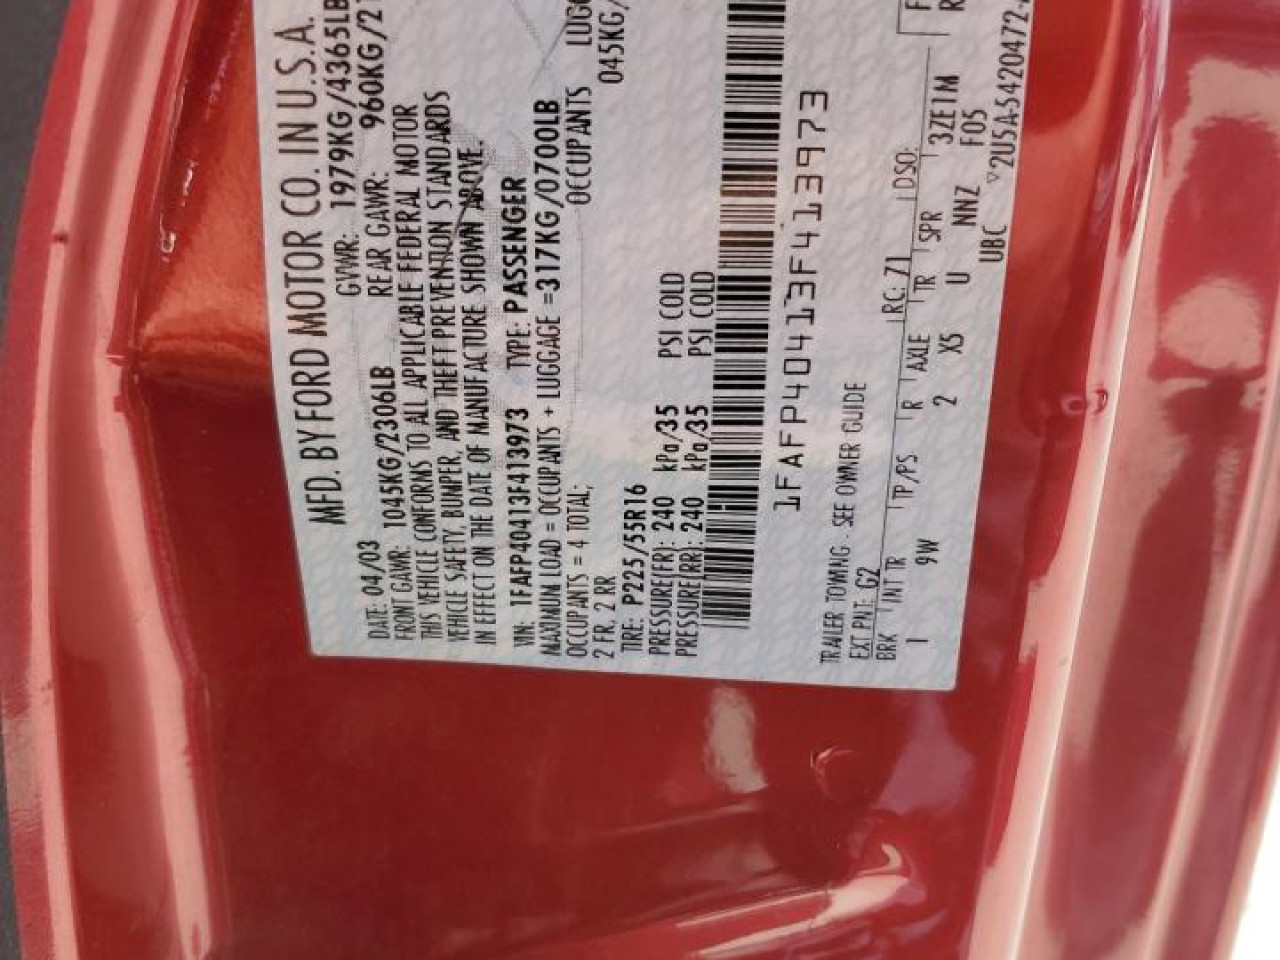 MFD. BY FORD MOTOR CO. IN U.S.A.
DATE: 04/03 GVWR: 1979KG/4365LB
FRONT GAWR: 1045KG/2306LB REAR GAWR: 960KG/21
THIS VEHICLE CONFORMS TO ALL APPLICABLE FEDERAL MOTOR
VEHICLE SAFETY, BUMPER, AND THEFT PREVENTION STANDARDS
IN EFFECT ON THE DATE OF MANUFACTURE SHOWN ABOVE.
VIN: 1FAFP40413F413973 TYPE: PASSENGER
MAXIMUM LOAD = OCCUPANTS + LUGGAGE = 317KG/0700LB
OCCUPANTS = 4 TOTAL; OCCUPANTS LUGG
2 FR, 2 RR 045KG/
TIRE: P225/55R16
PRESSURE(FR): 240 kPa/35 PSI COLD
PRESSURE(RR): 240 kPa/35 PSI COLD
1FAFP40413F413973
TRAILER TOWING - SEE OWNER GUIDE
EXT PNT: G2 RC: 71 DSO:
BRK INT TR TP/PS R AXLE TR SPR
1 9W 2 X5 U NNZ 3ZE1M F05
UBC ▽2U5A-5420472-